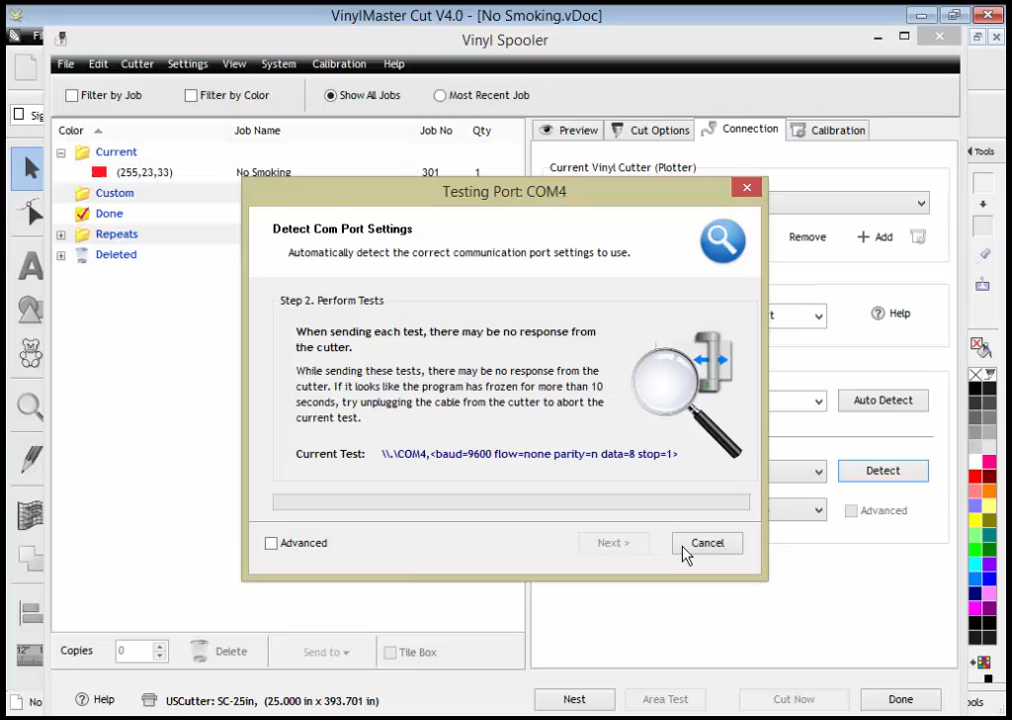 VinylMaster Cut V4.0 - [No Smoking.vDoc]
Vinyl Spooler
File Edit Cutter Settings View System Calibration Help
Filter by Job Filter by Color Show All Jobs Most Recent Job
Color Job Name Job No Qty
Preview Cut Options Connection Calibration
Current
(255,23,33) No Smoking 301 1
Custom
Done
Repeats
Deleted
Current Vinyl Cutter (Plotter)
Remove Add
Help
Auto Detect
Detect
Advanced
Testing Port: COM4
Detect Com Port Settings
Automatically detect the correct communication port settings to use.
Step 2. Perform Tests
When sending each test, there may be no response from
the cutter.
While sending these tests, there may be no response from the
cutter. If it looks like the program has frozen for more than 10
seconds, try unplugging the cable from the cutter to abort the
current test.
Current Test: \\.\COM4,<baud=9600 flow=none parity=n data=8 stop=1>
Advanced Next > Cancel
Tools
Copies 0 Delete Send to Tile Box
Help USCutter: SC-25in, (25.000 in x 393.701 in) Nest Area Test Cut Now Done